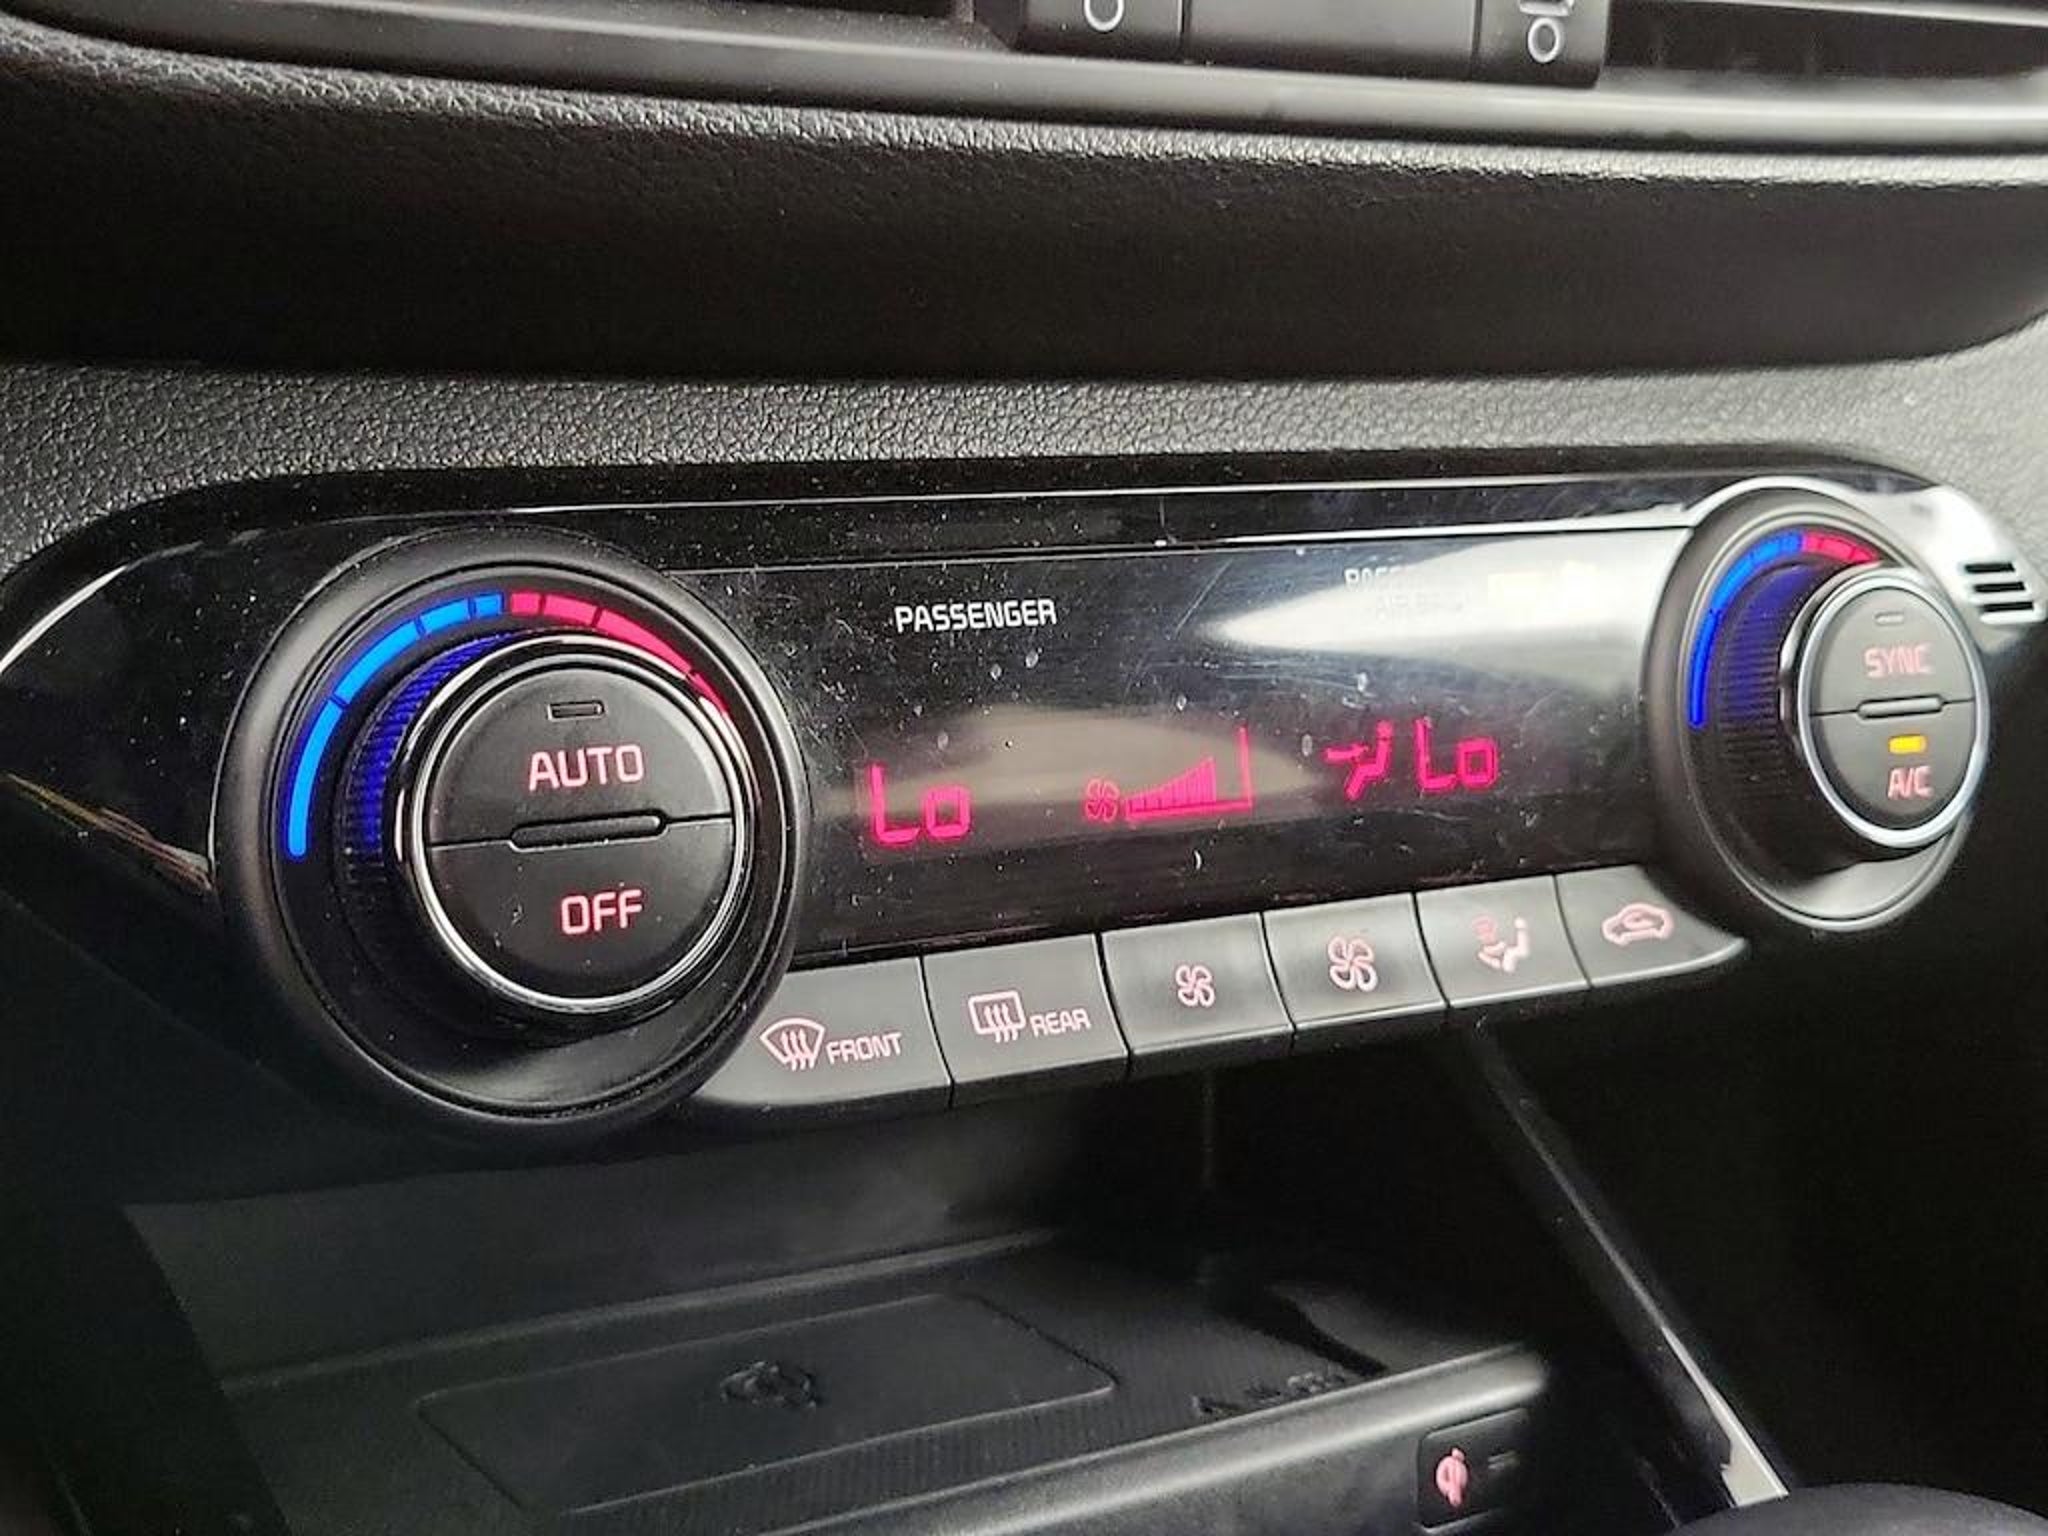 PASSENGER
AUTO
OFF
Lo
Lo
SYNC
A/C
FRONT
REAR